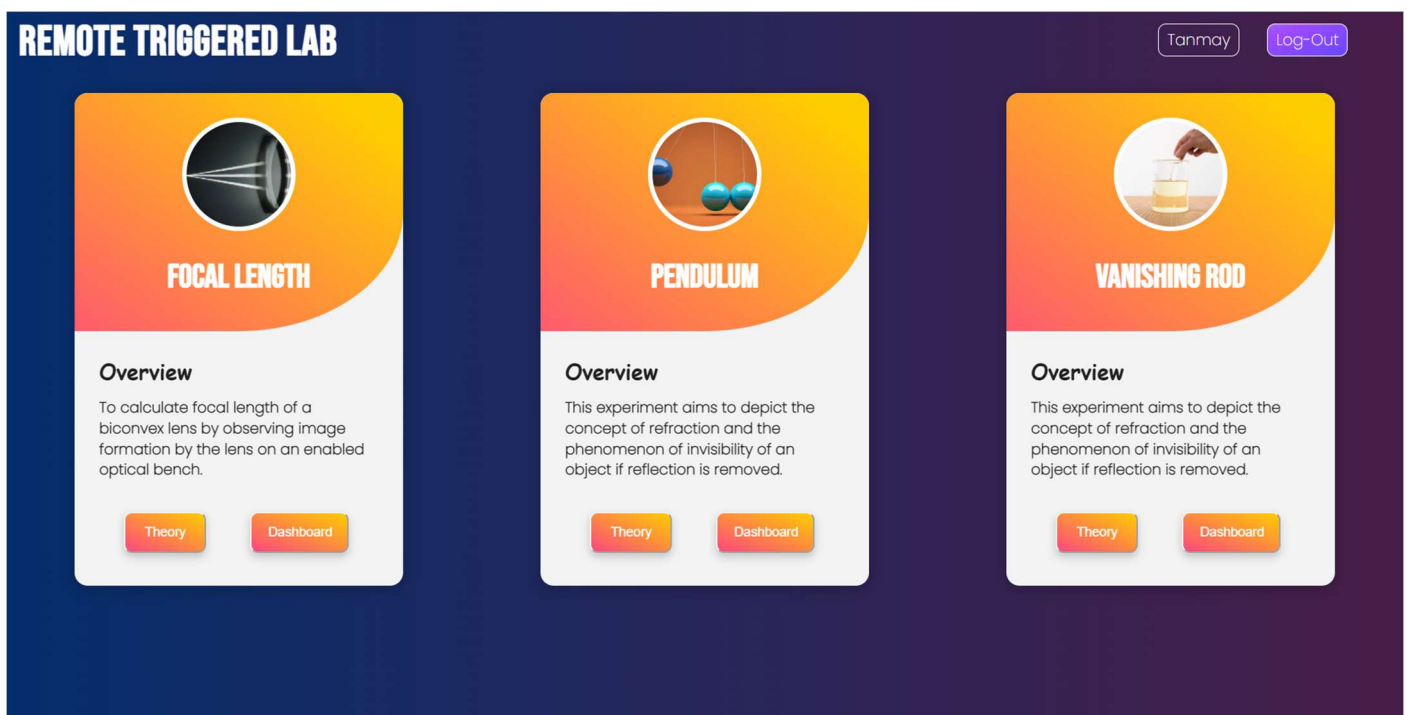 REMOTE TRIGGERED LAB
Tanmay
Log-Out
FOCAL LENGTH
Overview
To calculate focal length of a
biconvex lens by observing image
formation by the lens on an enabled
optical bench.
Theory
Dashboard
PENDULUM
Overview
This experiment aims to depict the
concept of refraction and the
phenomenon of invisibility of an
object if reflection is removed.
Theory
Dashboard
VANISHING ROD
Overview
This experiment aims to depict the
concept of refraction and the
phenomenon of invisibility of an
object if reflection is removed.
Theory
Dashboard